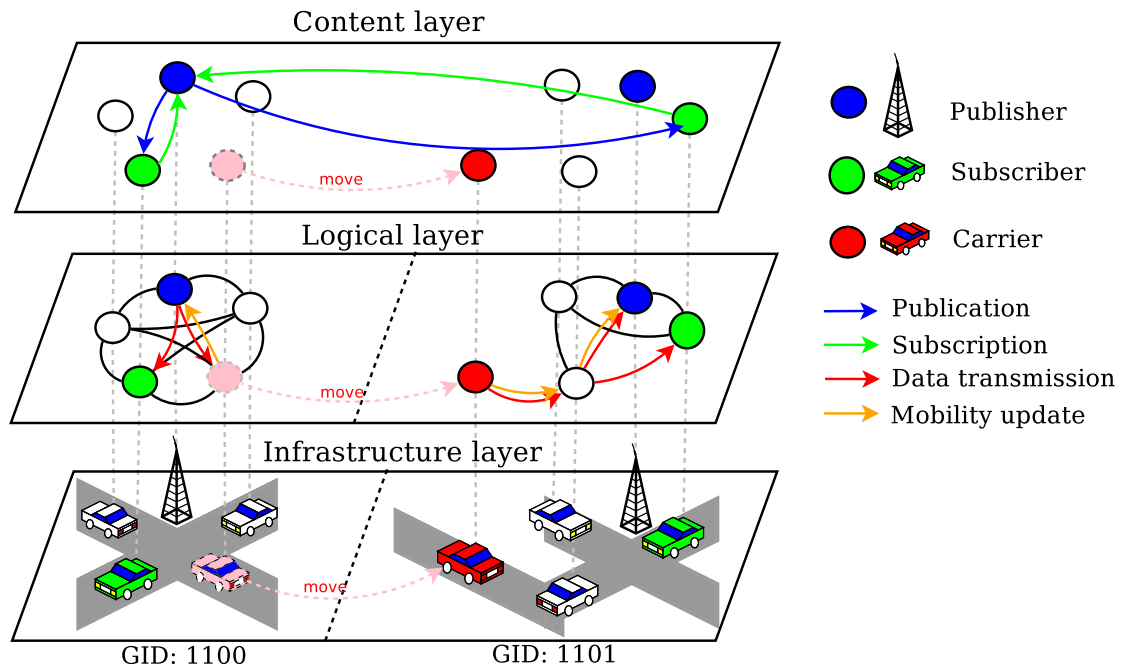 Content layer
move
Publisher
Subscriber
Carrier
Logical layer
move
Publication
Subscription
Data transmission
Mobility update
Infrastructure layer
move
GID: 1100
GID: 1101